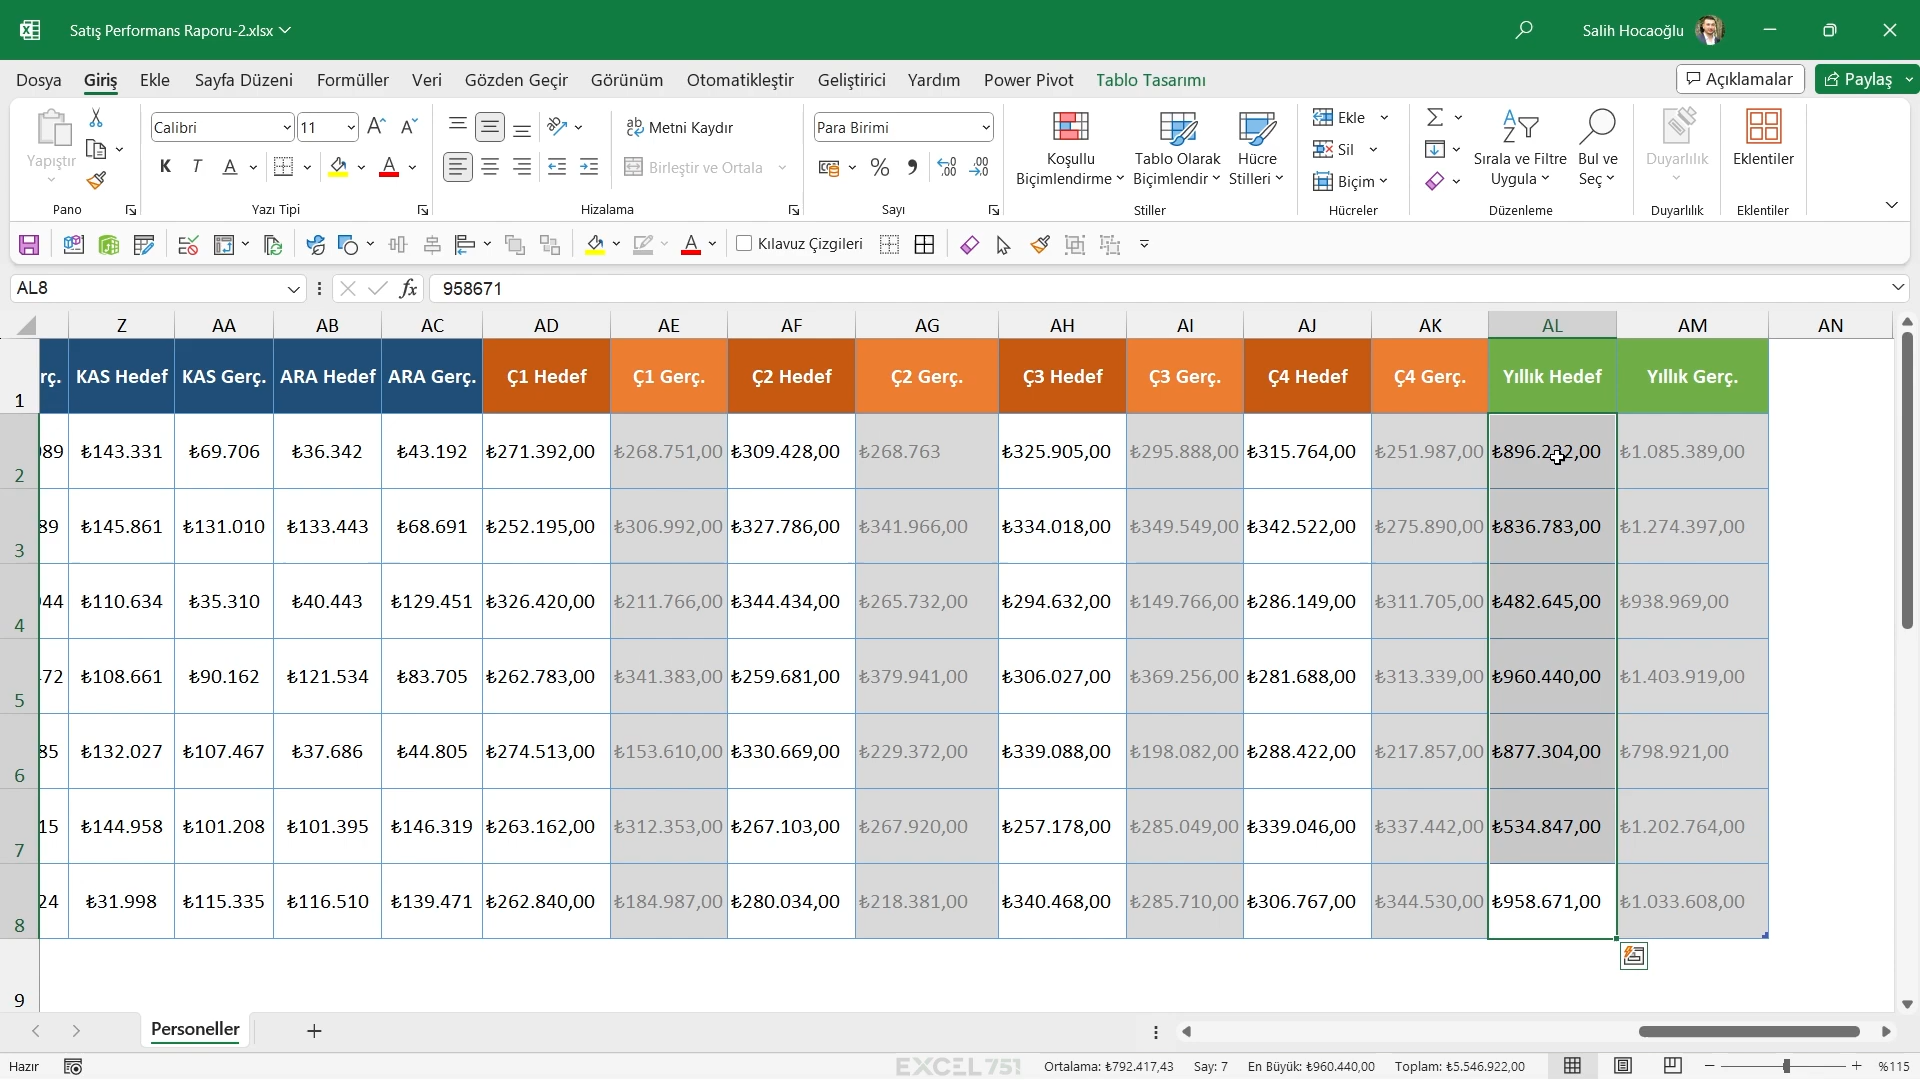 Satış Performans Raporu-2.xlsx
Salih Hocaoğlu
Dosya Giriş Ekle Sayfa Düzeni Formüller Veri Gözden Geçir Görünüm Otomatikleştir Geliştirici Yardım Power Pivot Tablo Tasarımı Açıklamalar Paylaş
Yapıştır
Calibri 11
K T A A
Metni Kaydır
Birleştir ve Ortala
Para Birimi
Koşullu Biçimlendirme
Tablo Olarak Biçimlendir
Hücre Stilleri
Ekle
Sil
Biçim
Sırala ve Filtre Uygula
Bul ve Seç
Duyarlılık
Eklentiler
Pano Yazı Tipi Hizalama Sayı Stiller Hücreler Düzenleme Duyarlılık Eklentiler
Kılavuz Çizgileri
AL8 fx 958671
Z AA AB AC AD AE AF AG AH AI AJ AK AL AM AN
1 rç. KAS Hedef KAS Gerç. ARA Hedef ARA Gerç. Ç1 Hedef Ç1 Gerç. Ç2 Hedef Ç2 Gerç. Ç3 Hedef Ç3 Gerç. Ç4 Hedef Ç4 Gerç. Yıllık Hedef Yıllık Gerç.
2 89 ₺143.331 ₺69.706 ₺36.342 ₺43.192 ₺271.392,00 ₺268.751,00 ₺309.428,00 ₺268.763 ₺325.905,00 ₺295.888,00 ₺315.764,00 ₺251.987,00 ₺1.085.389,00
3 89 ₺145.861 ₺131.010 ₺133.443 ₺68.691 ₺252.195,00 ₺306.992,00 ₺327.786,00 ₺341.966,00 ₺334.018,00 ₺349.549,00 ₺342.522,00 ₺275.890,00 ₺836.783,00 ₺1.274.397,00
4 44 ₺110.634 ₺35.310 ₺40.443 ₺129.451 ₺326.420,00 ₺211.766,00 ₺344.434,00 ₺265.732,00 ₺294.632,00 ₺149.766,00 ₺286.149,00 ₺311.705,00 ₺482.645,00 ₺938.969,00
5 72 ₺108.661 ₺90.162 ₺121.534 ₺83.705 ₺262.783,00 ₺341.383,00 ₺259.681,00 ₺379.941,00 ₺306.027,00 ₺369.256,00 ₺281.688,00 ₺313.339,00 ₺960.440,00 ₺1.403.919,00
6 85 ₺132.027 ₺107.467 ₺37.686 ₺44.805 ₺274.513,00 ₺153.610,00 ₺330.669,00 ₺229.372,00 ₺339.088,00 ₺198.082,00 ₺288.422,00 ₺217.857,00 ₺877.304,00 ₺798.921,00
7 15 ₺144.958 ₺101.208 ₺101.395 ₺146.319 ₺263.162,00 ₺312.353,00 ₺267.103,00 ₺267.920,00 ₺257.178,00 ₺285.049,00 ₺339.046,00 ₺337.442,00 ₺534.847,00 ₺1.202.764,00
8 24 ₺31.998 ₺115.335 ₺116.510 ₺139.471 ₺262.840,00 ₺184.987,00 ₺280.034,00 ₺218.381,00 ₺340.468,00 ₺285.710,00 ₺306.767,00 ₺344.530,00 ₺958.671,00 ₺1.033.608,00
9
Personeller
Hazır EXCEL751 Ortalama: ₺792.417,43 Say: 7 En Büyük: ₺960.440,00 Toplam: ₺5.546.922,00 %115